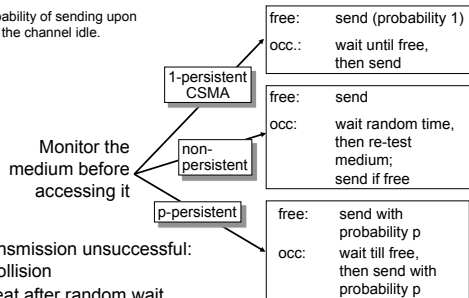 bability of sending upon
the channel idle.
Monitor the
medium before
accessing it
1-persistent
CSMA
free: send (probability 1)
occ.: wait until free,
then send
non-
persistent
free: send
occ: wait random time,
then re-test
medium;
send if free
p-persistent
free: send with
probability p
occ: wait till free,
then send with
probability p
nsmission unsuccessful:
ollision
eat after random wait